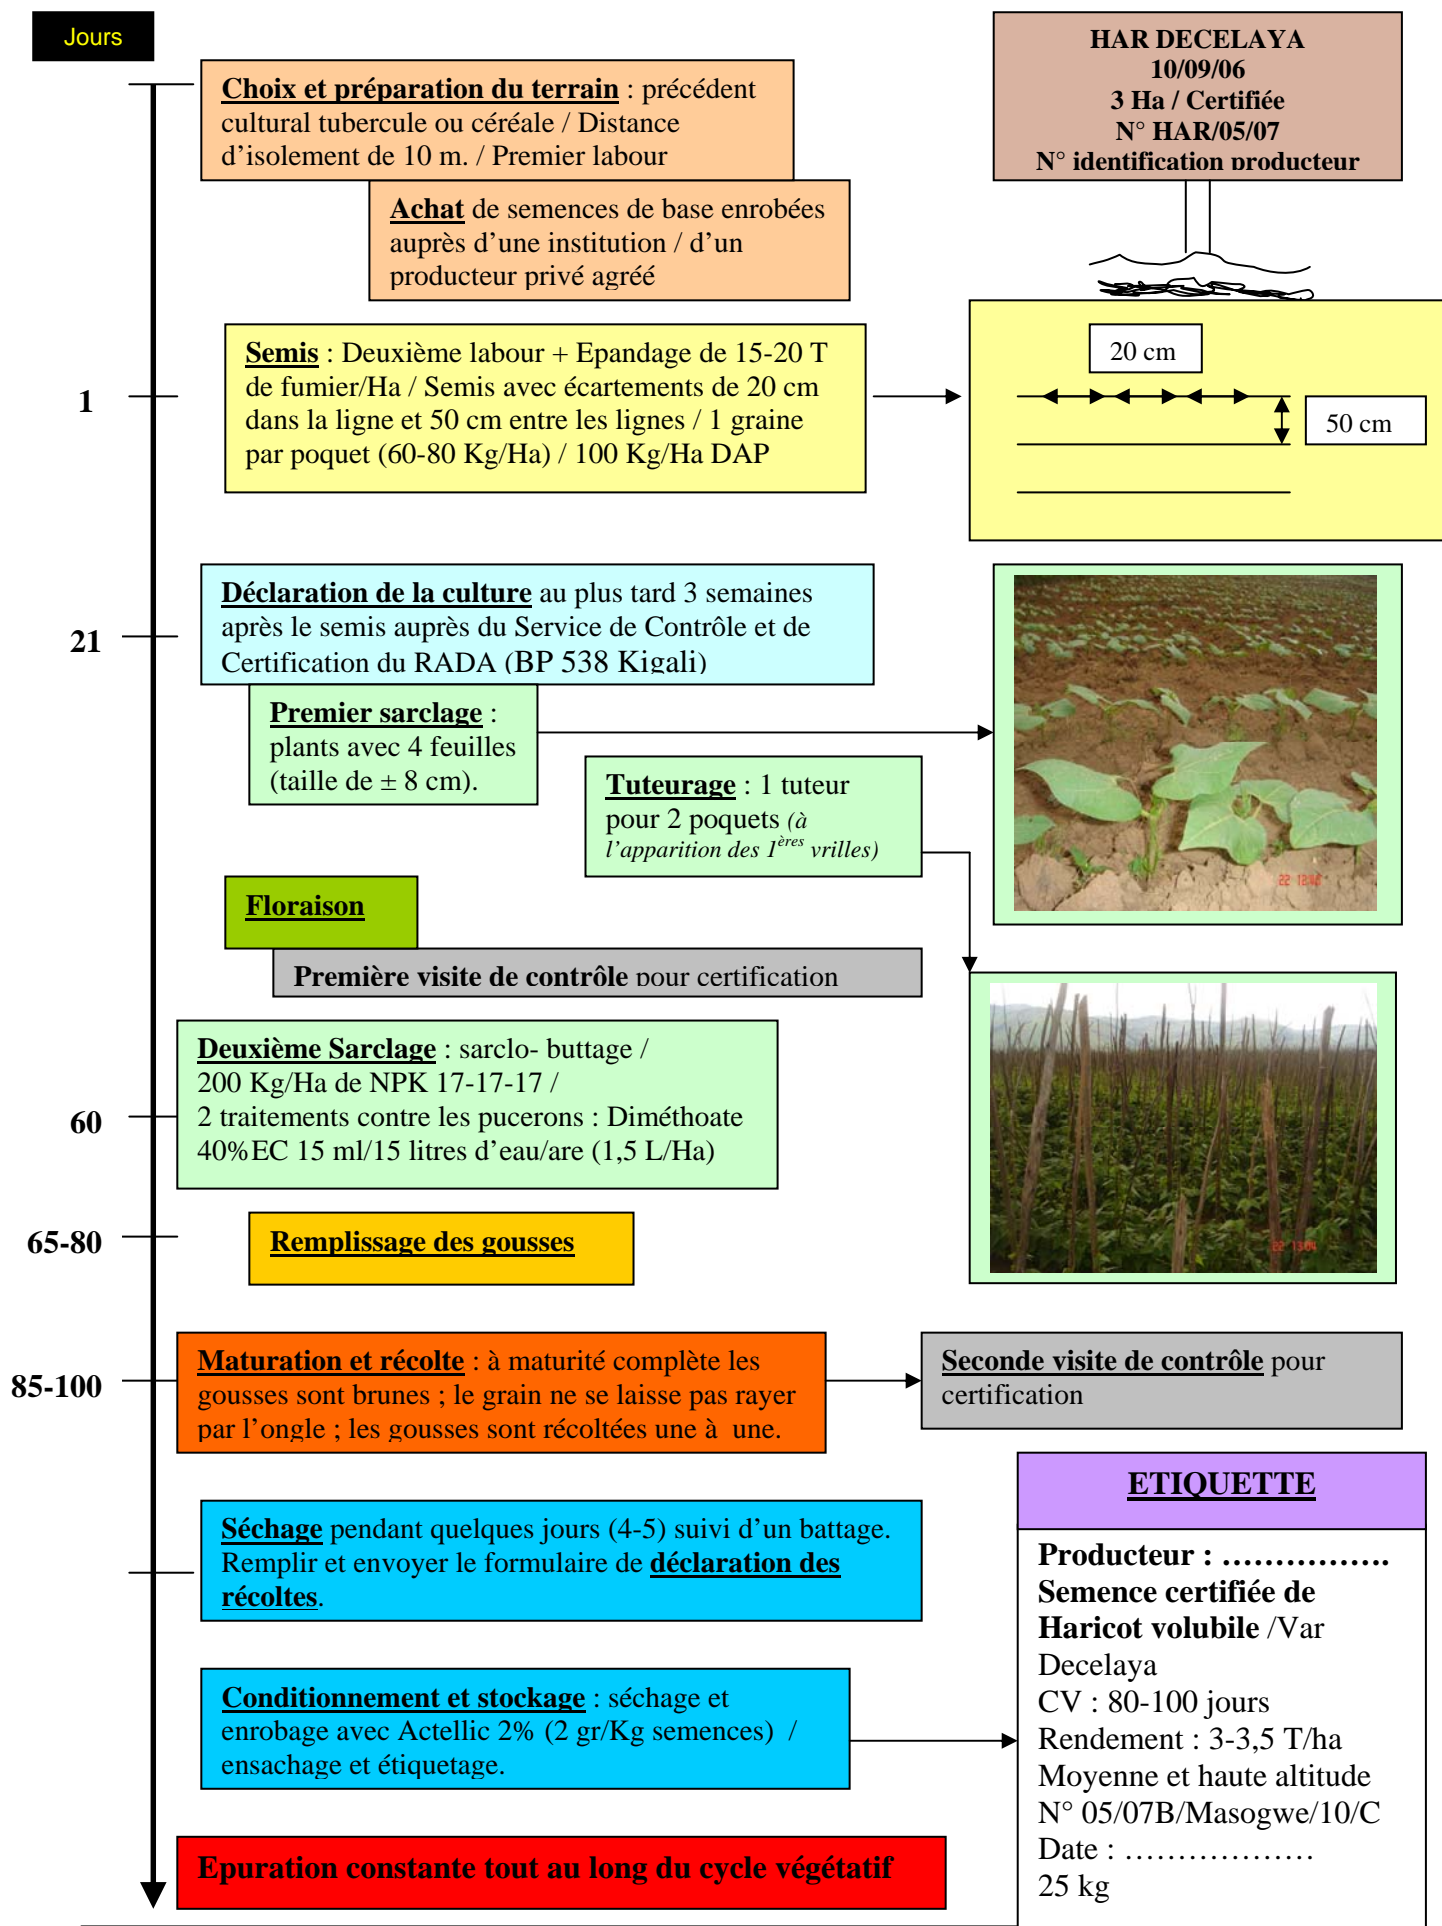 Jours
HAR DECELAYA
10/09/06
3 Ha / Certifiée
N° HAR/05/07
N° identification producteur
Choix et préparation du terrain : précédent
cultural tubercule ou céréale / Distance
d’isolement de 10 m. / Premier labour
Achat de semences de base enrobées
auprès d’une institution / d’un
producteur privé agréé
1
Semis : Deuxième labour + Epandage de 15-20 T
de fumier/Ha / Semis avec écartements de 20 cm
dans la ligne et 50 cm entre les lignes / 1 graine
par poquet (60-80 Kg/Ha) / 100 Kg/Ha DAP
20 cm
50 cm
21
Déclaration de la culture au plus tard 3 semaines
après le semis auprès du Service de Contrôle et de
Certification du RADA (BP 538 Kigali)
Premier sarclage :
plants avec 4 feuilles
(taille de ± 8 cm).
Tuteurage : 1 tuteur
pour 2 poquets (à
l’apparition des 1ères vrilles)
Floraison
Première visite de contrôle pour certification
60
Deuxième Sarclage : sarclo- buttage /
200 Kg/Ha de NPK 17-17-17 /
2 traitements contre les pucerons : Diméthoate
40%EC 15 ml/15 litres d’eau/are (1,5 L/Ha)
22 13:04
65-80
Remplissage des gousses
85-100
Maturation et récolte : à maturité complète les
gousses sont brunes ; le grain ne se laisse pas rayer
par l’ongle ; les gousses sont récoltées une à une.
Seconde visite de contrôle pour
certification
Séchage pendant quelques jours (4-5) suivi d’un battage.
Remplir et envoyer le formulaire de déclaration des
récoltes.
Conditionnement et stockage : séchage et
enrobage avec Actellic 2% (2 gr/Kg semences) /
ensachage et étiquetage.
ETIQUETTE
Producteur : …………….
Semence certifiée de
Haricot volubile /Var
Decelaya
CV : 80-100 jours
Rendement : 3-3,5 T/ha
Moyenne et haute altitude
N° 05/07B/Masogwe/10/C
Date : ………………
25 kg
Epuration constante tout au long du cycle végétatif